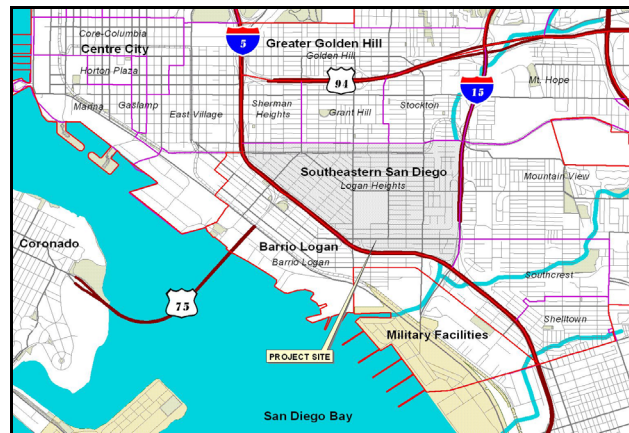 Core-Columbia
Centre City
Horton Plaza
Marina
Gaslamp
East Village
5
Greater Golden Hill
Golden Hill
94
15
Mt. Hope
Sherman
Heights
Grant Hill
Stockton
Southeastern San Diego
Logan Heights
Mountain View
Coronado
Barrio Logan
Barrio Logan
75
Southcrest
Shelltown
Military Facilities
PROJECT SITE
San Diego Bay